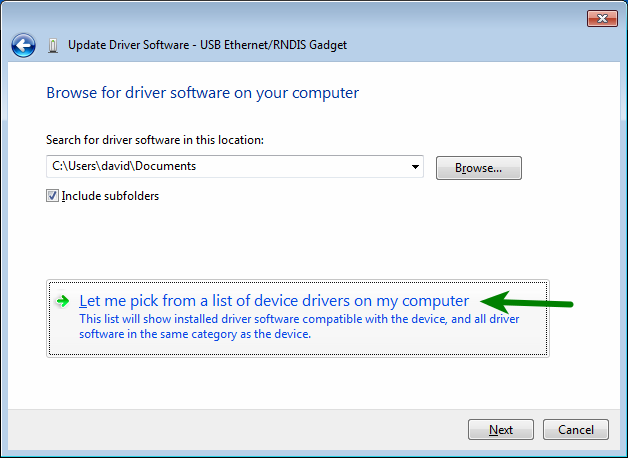 Update Driver Software - USB Ethernet/RNDIS Gadget
Browse for driver software on your computer
Search for driver software in this location:
C:\Users\david\Documents
Browse...
Include subfolders
Let me pick from a list of device drivers on my computer
This list will show installed driver software compatible with the device, and all driver
software in the same category as the device.
Next
Cancel